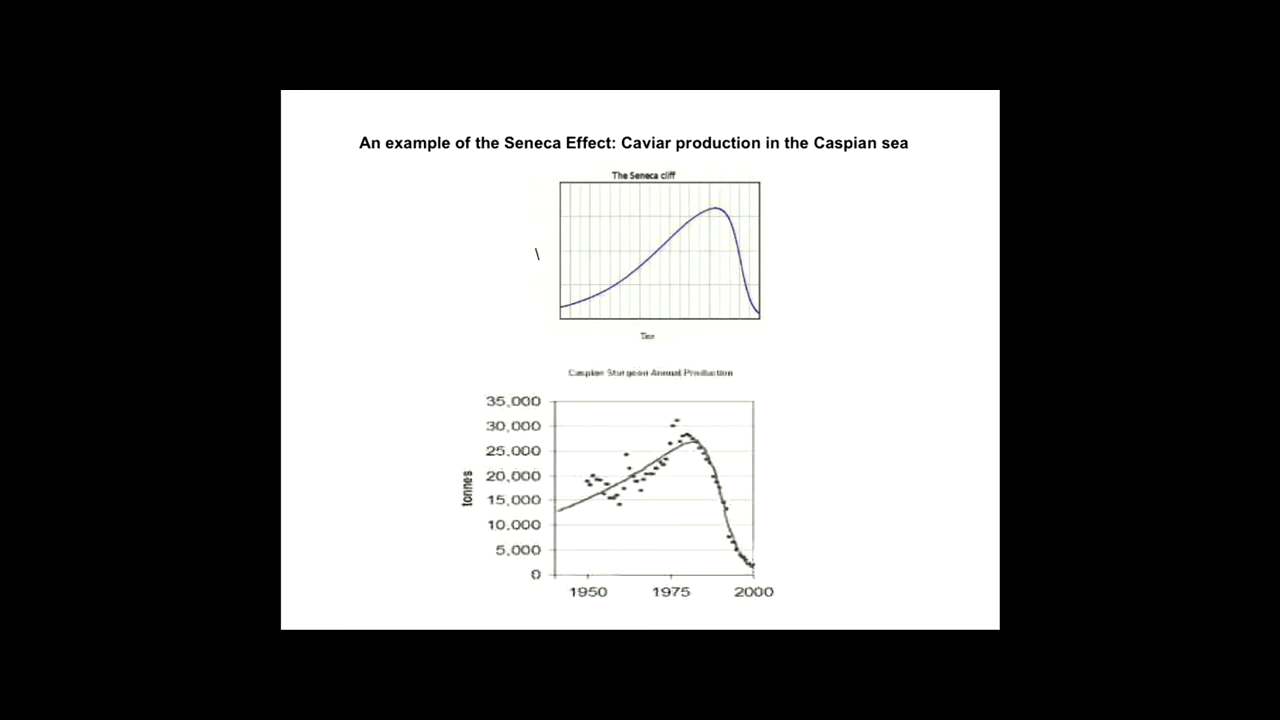 An example of the Seneca Effect: Caviar production in the Caspian sea
The Seneca cliff
\
Time
Caspian Sturgeon Annual Production
35,000
30,000
25,000
20,000
15,000
10,000
5,000
0
tonnes
1950 1975 2000